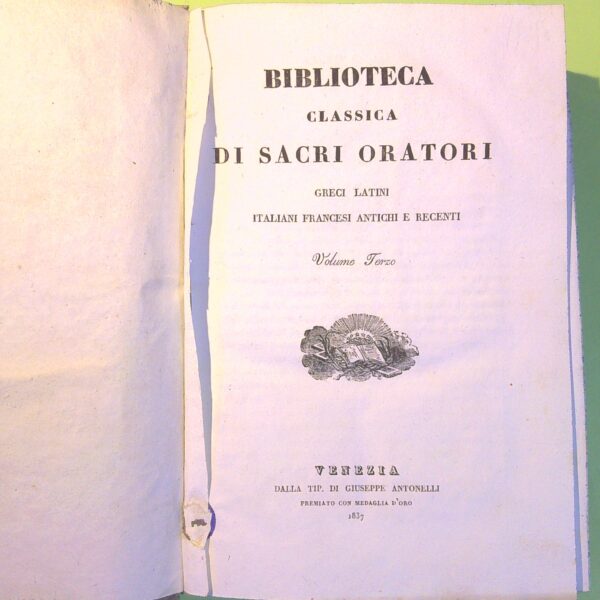 BIBLIOTECA
CLASSICA
DI SACRI ORATORI
GRECI LATINI
ITALIANI FRANCESI ANTICHI E RECENTI
Volume Terzo
VENEZIA
DALLA TIP. DI GIUSEPPE ANTONELLI
PREMIATO CON MEDAGLIA D'ORO
1837